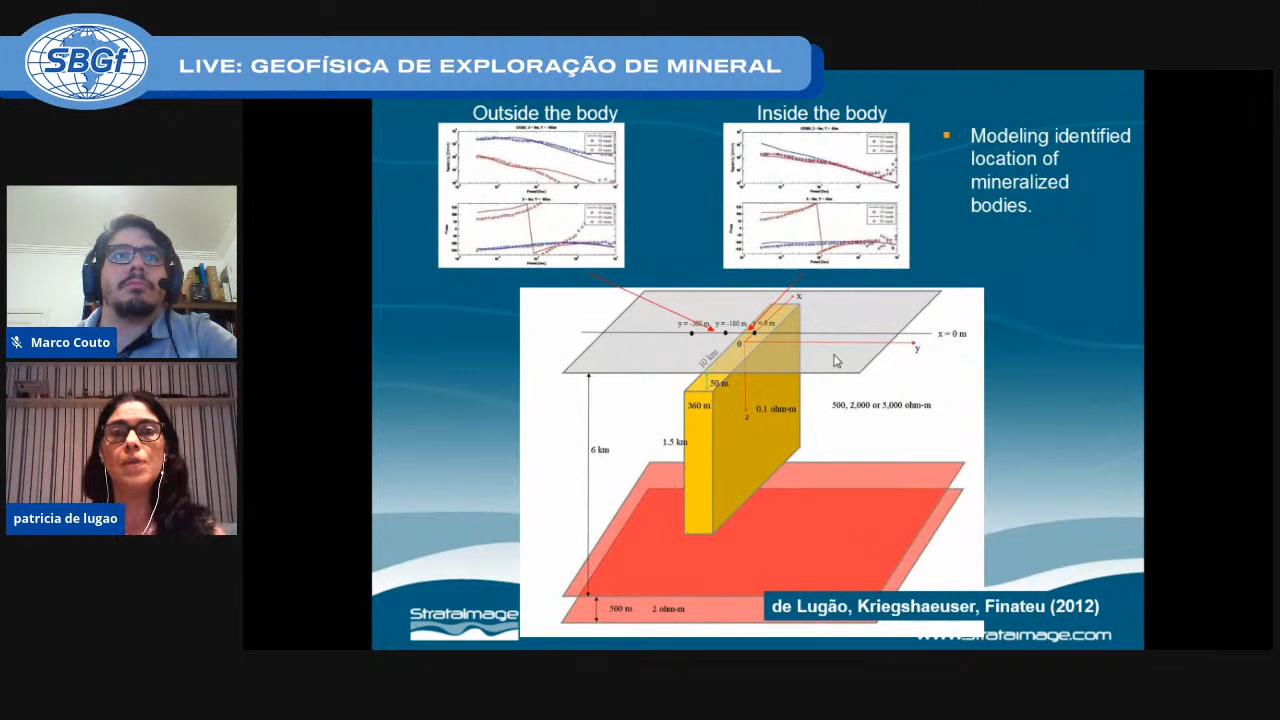 SBGf
LIVE: GEOFÍSICA DE EXPLORAÇÃO DE MINERAL
Outside the body
Inside the body
Modeling identified
location of
mineralized
bodies.
Marco Couto
patricia de lugao
x
y = -180 m
y = 0 m
x = 0 m
0
y
10 km
50 m
360 m
0.1 ohm-m
z
500, 2,000 or 5,000 ohm-m
1.5 km
6 km
500 m
2 ohm-m
de Lugão, Kriegshaeuser, Finateu (2012)
StrataImage
www.strataimage.com